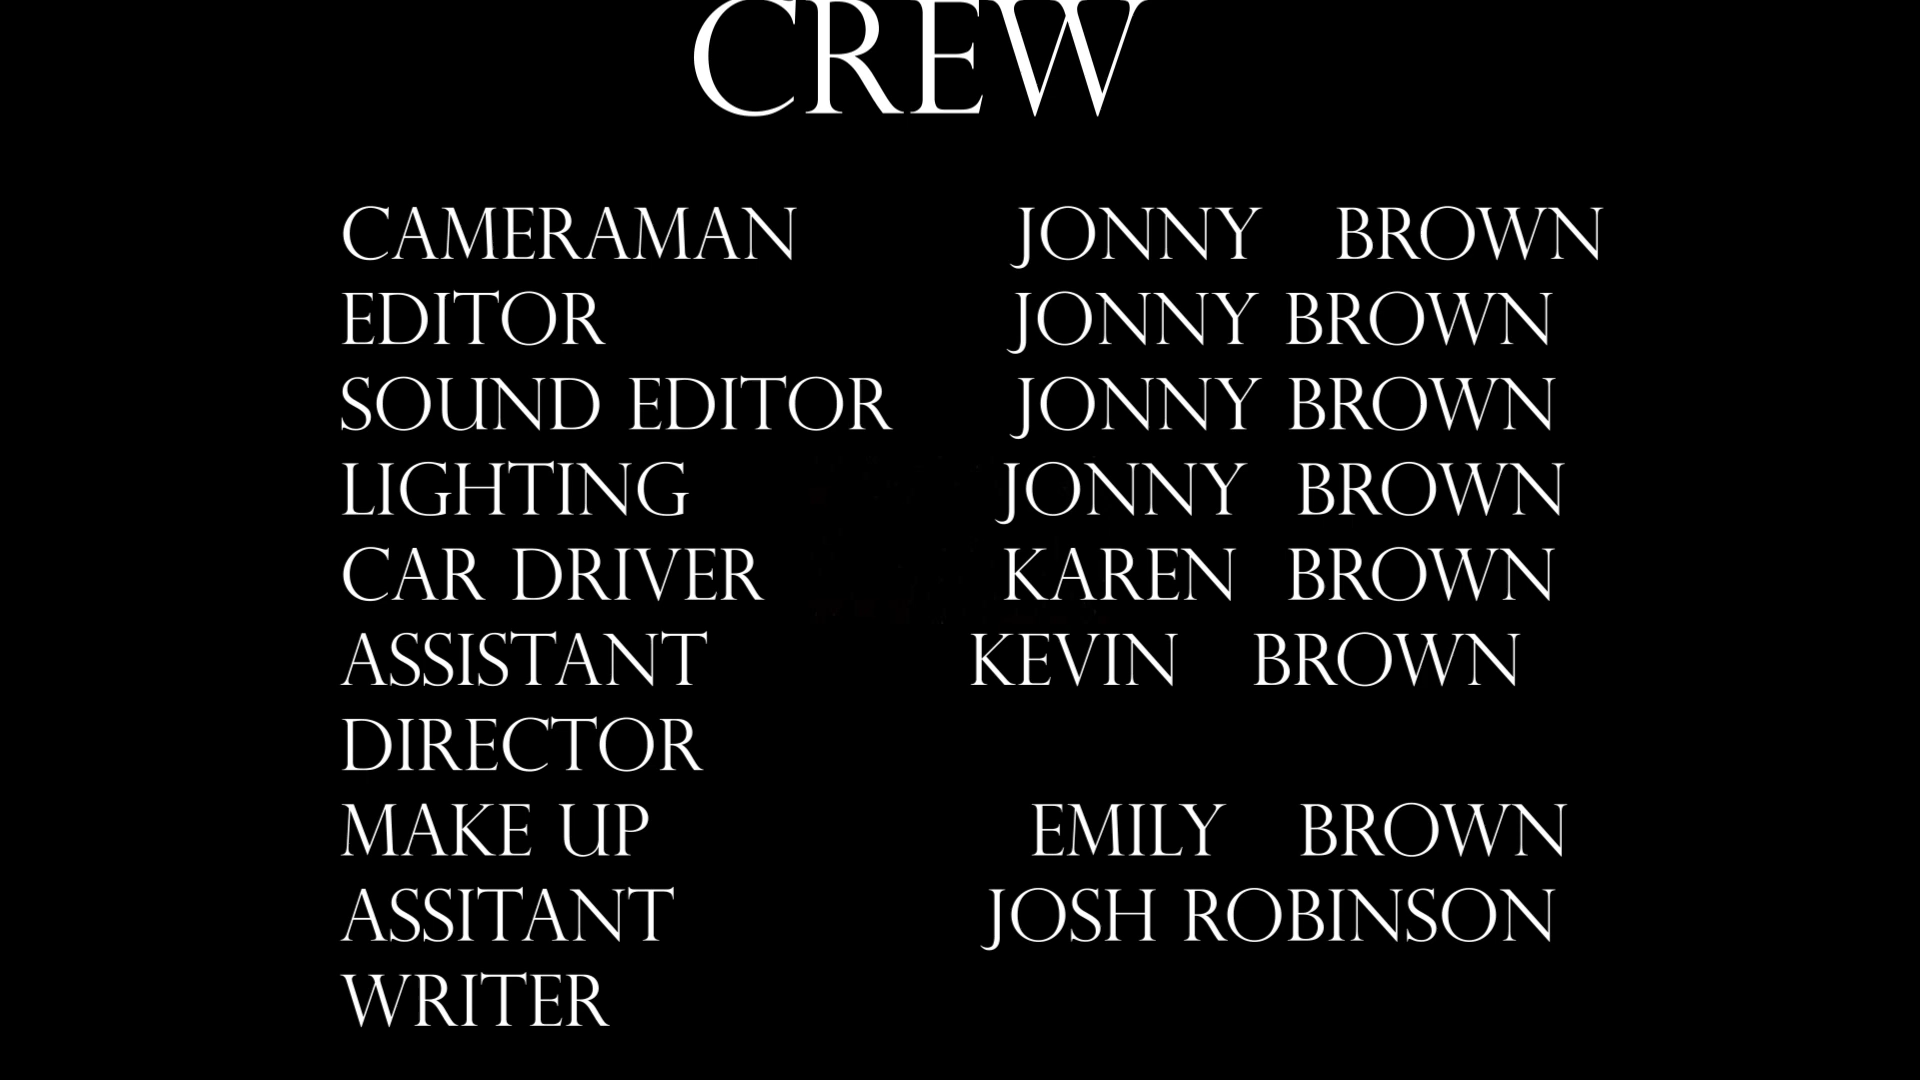 CREW
CAMERAMAN JONNY BROWN
EDITOR JONNY BROWN
SOUND EDITOR JONNY BROWN
LIGHTING JONNY BROWN
CAR DRIVER KAREN BROWN
ASSISTANT KEVIN BROWN
DIRECTOR
MAKE UP EMILY BROWN
ASSITANT JOSH ROBINSON
WRITER